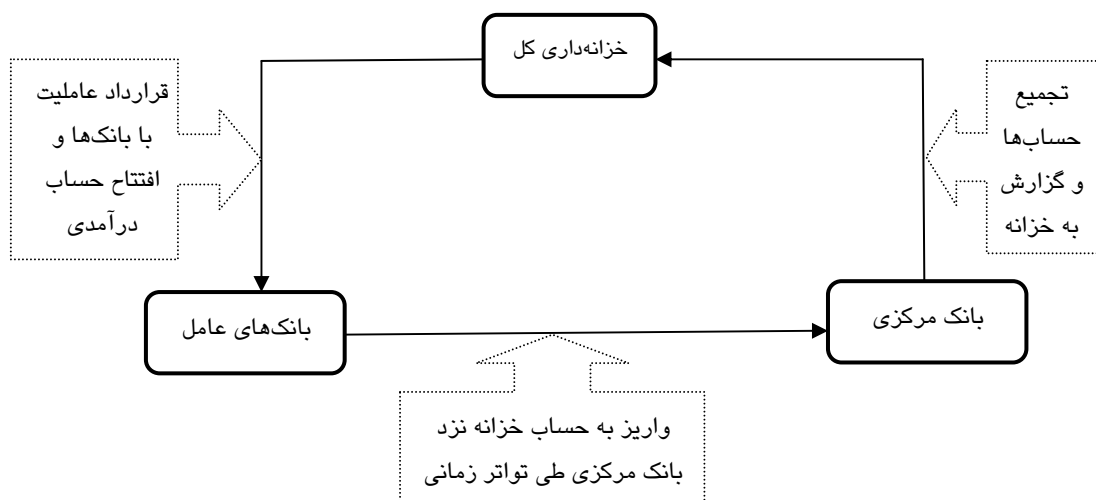 خزانه‌داری کل
تجمیع
حساب‌ها
و گزارش
به خزانه
قرارداد عاملیت
با بانک‌ها و
افتتاح حساب
درآمدی
بانک مرکزی
بانک‌های عامل
واریز به حساب خزانه نزد
بانک مرکزی طی تواتر زمانی